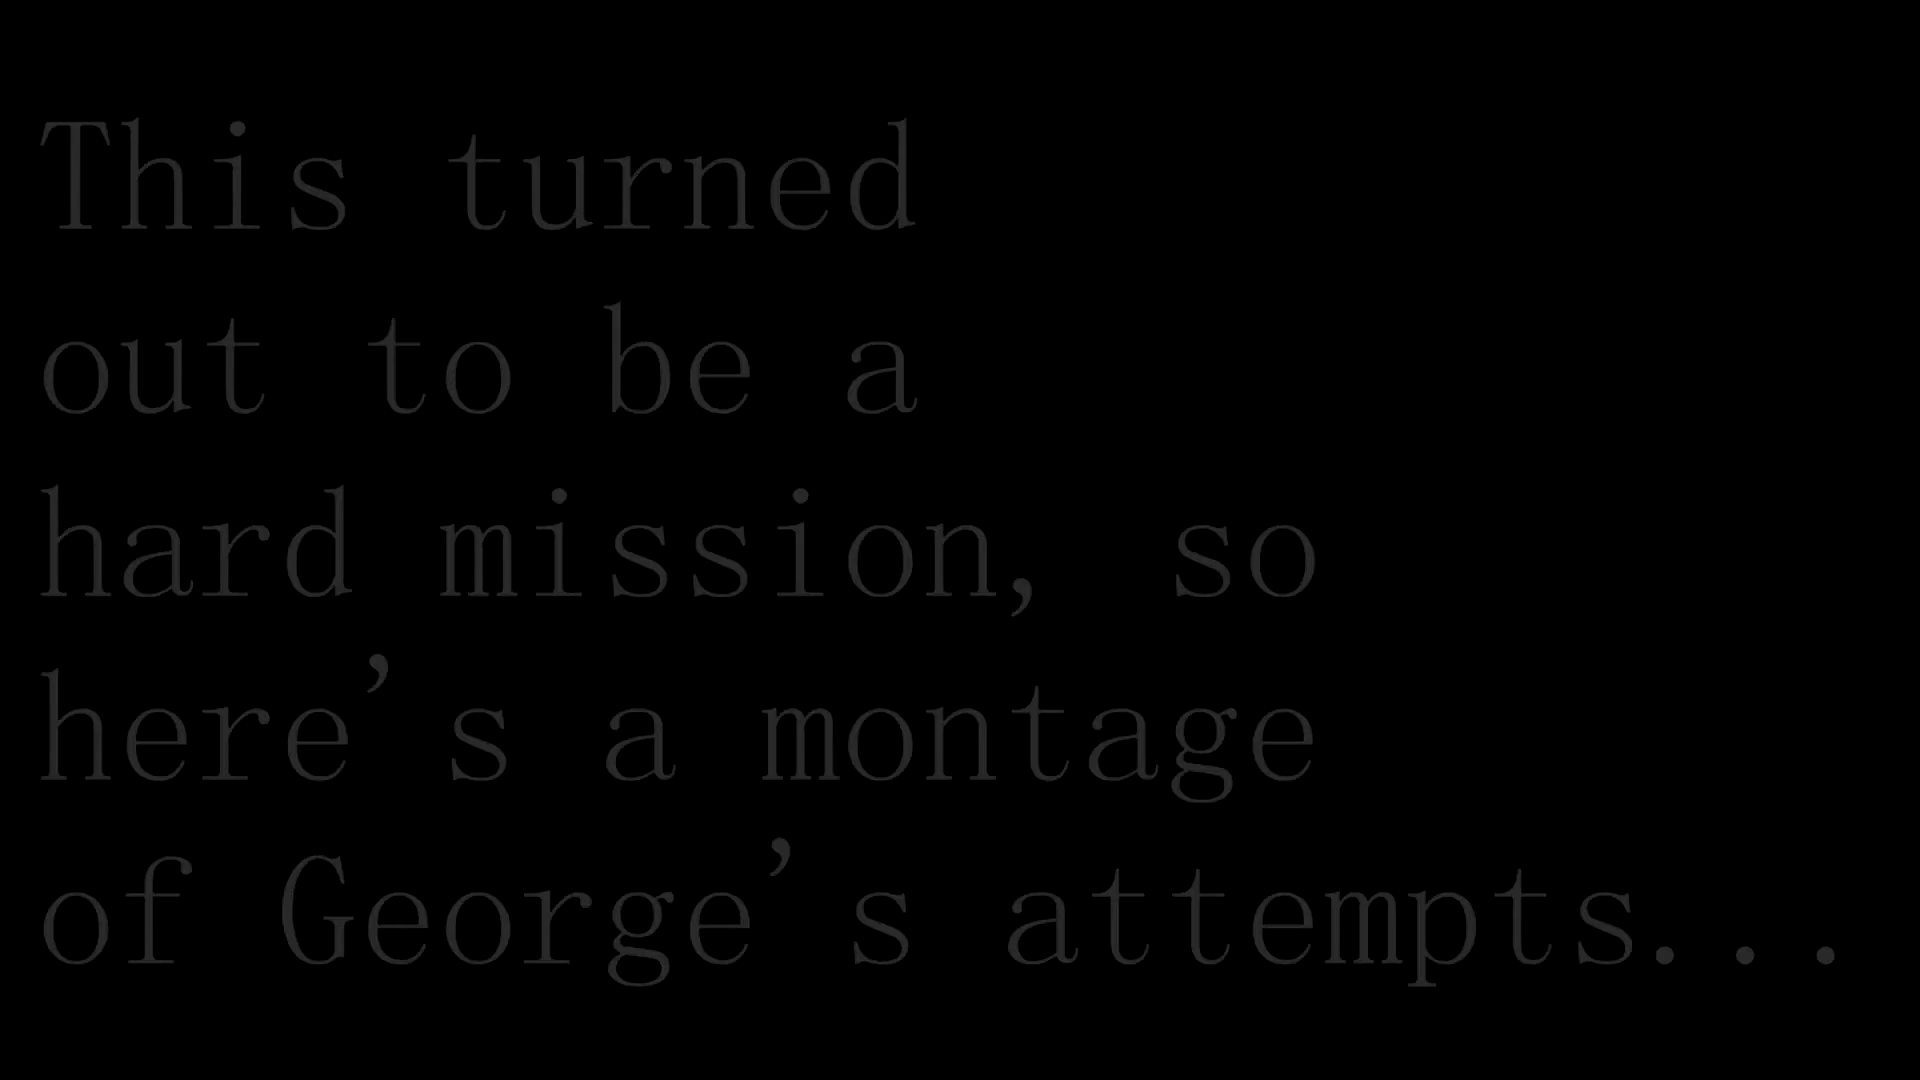 This turned
out to be a
hard mission, so
here’s a montage
of George’s attempts...